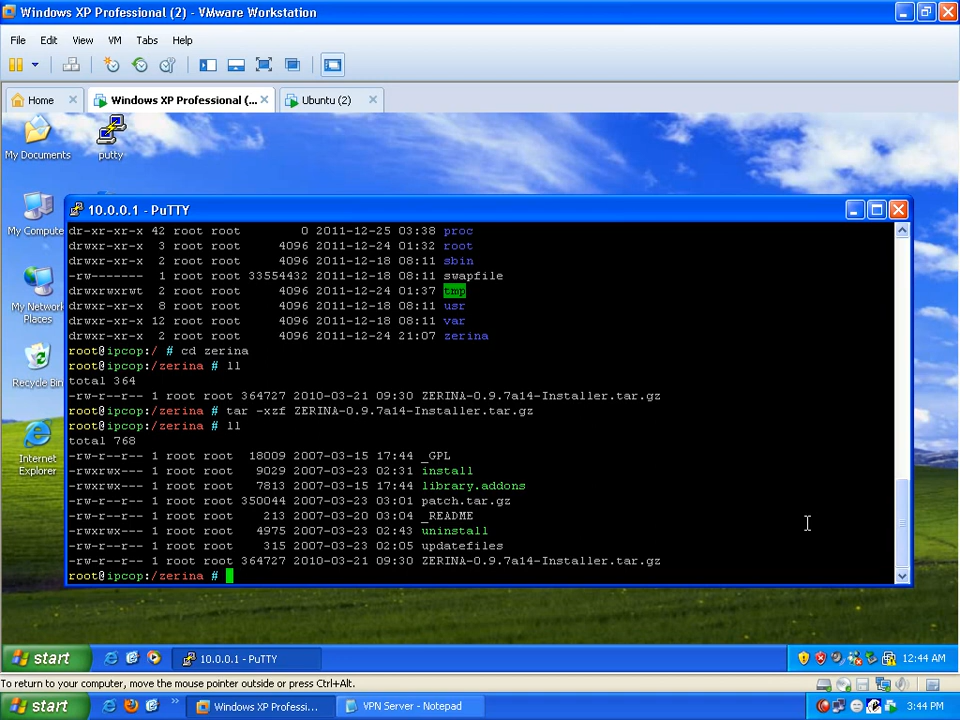 Windows XP Professional (2) - VMware Workstation
File Edit View VM Tabs Help
Home Windows XP Professional (... Ubuntu (2)
My Documents
putty
My Compute
My Network
Places
Recycle Bin
Internet
Explorer
10.0.0.1 - PuTTY
dr-xr-xr-x 42 root root 0 2011-12-25 03:38 proc
drwxr-xr-x 3 root root 4096 2011-12-24 01:32 root
drwxr-xr-x 2 root root 4096 2011-12-18 08:11 sbin
-rw------- 1 root root 33554432 2011-12-18 08:11 swapfile
drwxrwxrwt 2 root root 4096 2011-12-24 01:37 tmp
drwxr-xr-x 8 root root 4096 2011-12-18 08:11 usr
drwxr-xr-x 12 root root 4096 2011-12-18 08:11 var
drwxr-xr-x 2 root root 4096 2011-12-24 21:07 zerina
root@ipcop:/ # cd zerina
root@ipcop:/zerina # ll
total 364
-rw-r--r-- 1 root root 364727 2010-03-21 09:30 ZERINA-0.9.7a14-Installer.tar.gz
root@ipcop:/zerina # tar -xzf ZERINA-0.9.7a14-Installer.tar.gz
root@ipcop:/zerina # ll
total 768
-rw-r--r-- 1 root root 18009 2007-03-15 17:44 _GPL
-rwxrwx--- 1 root root 9029 2007-03-23 02:31 install
-rwxrwx--- 1 root root 7813 2007-03-15 17:44 library.addons
-rw-r--r-- 1 root root 350044 2007-03-23 03:01 patch.tar.gz
-rw-r--r-- 1 root root 213 2007-03-20 03:04 _README
-rwxrwx--- 1 root root 4975 2007-03-23 02:43 uninstall
-rw-r--r-- 1 root root 315 2007-03-23 02:05 updatefiles
-rw-r--r-- 1 root root 364727 2010-03-21 09:30 ZERINA-0.9.7a14-Installer.tar.gz
root@ipcop:/zerina #
start 10.0.0.1 - PuTTY 12:44 AM
To return to your computer, move the mouse pointer outside or press Ctrl+Alt.
start Windows XP Professi... VPN Server - Notepad 3:44 PM